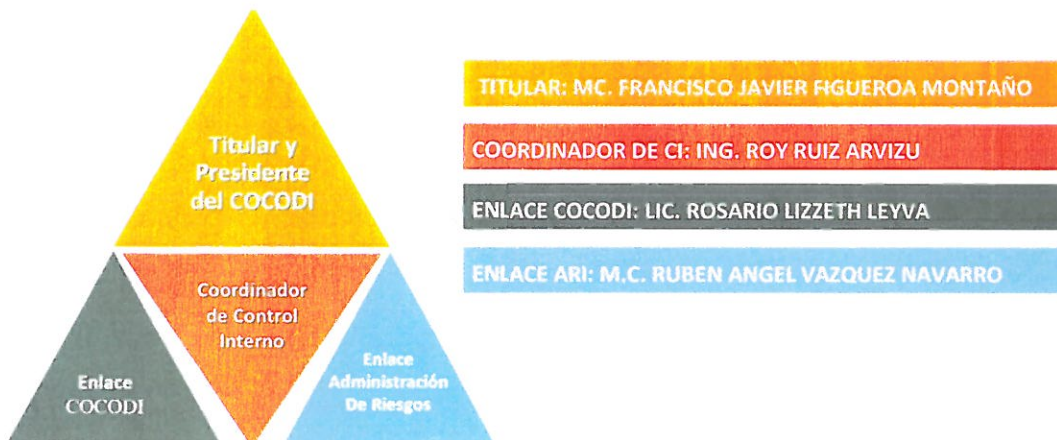 Titular y
Presidente
del COCODI
Coordinador
de Control
Interno
Enlace
COCODI
Enlace
Administración
De Riesgos
TITULAR: MC. FRANCISCO JAVIER FIGUEROA MONTAÑO
COORDINADOR DE CI: ING. ROY RUIZ ARVIZU
ENLACE COCODI: LIC. ROSARIO LIZZETH LEYVA
ENLACE ARI: M.C. RUBEN ANGEL VAZQUEZ NAVARRO